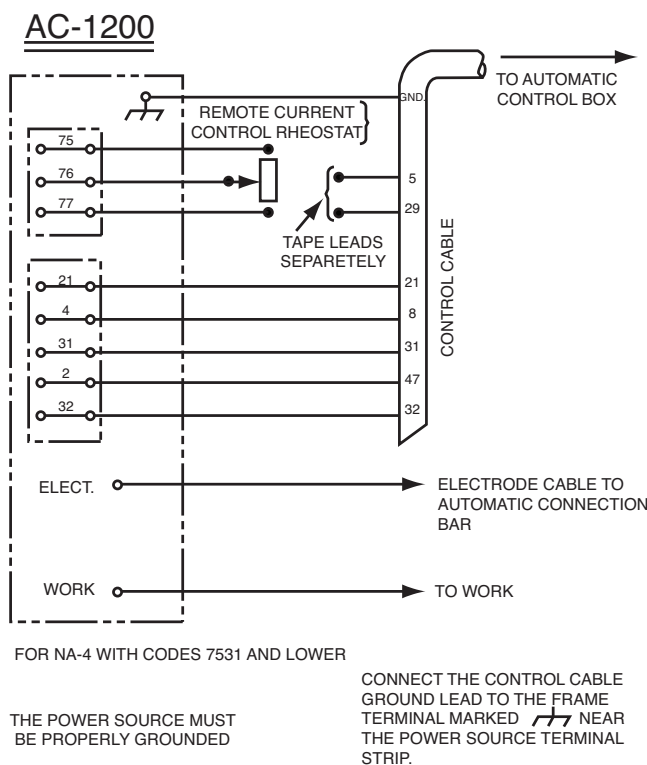 AC-1200
TO AUTOMATIC
CONTROL BOX
GND.
REMOTE CURRENT
CONTROL RHEOSTAT
75
76
77
5
29
TAPE LEADS
SEPARETELY
CONTROL CABLE
21
21
4
8
31
31
2
47
32
32
ELECT.
ELECTRODE CABLE TO
AUTOMATIC CONNECTION
BAR
WORK
TO WORK
FOR NA-4 WITH CODES 7531 AND LOWER
THE POWER SOURCE MUST
BE PROPERLY GROUNDED
CONNECT THE CONTROL CABLE
GROUND LEAD TO THE FRAME
TERMINAL MARKED NEAR
THE POWER SOURCE TERMINAL
STRIP.